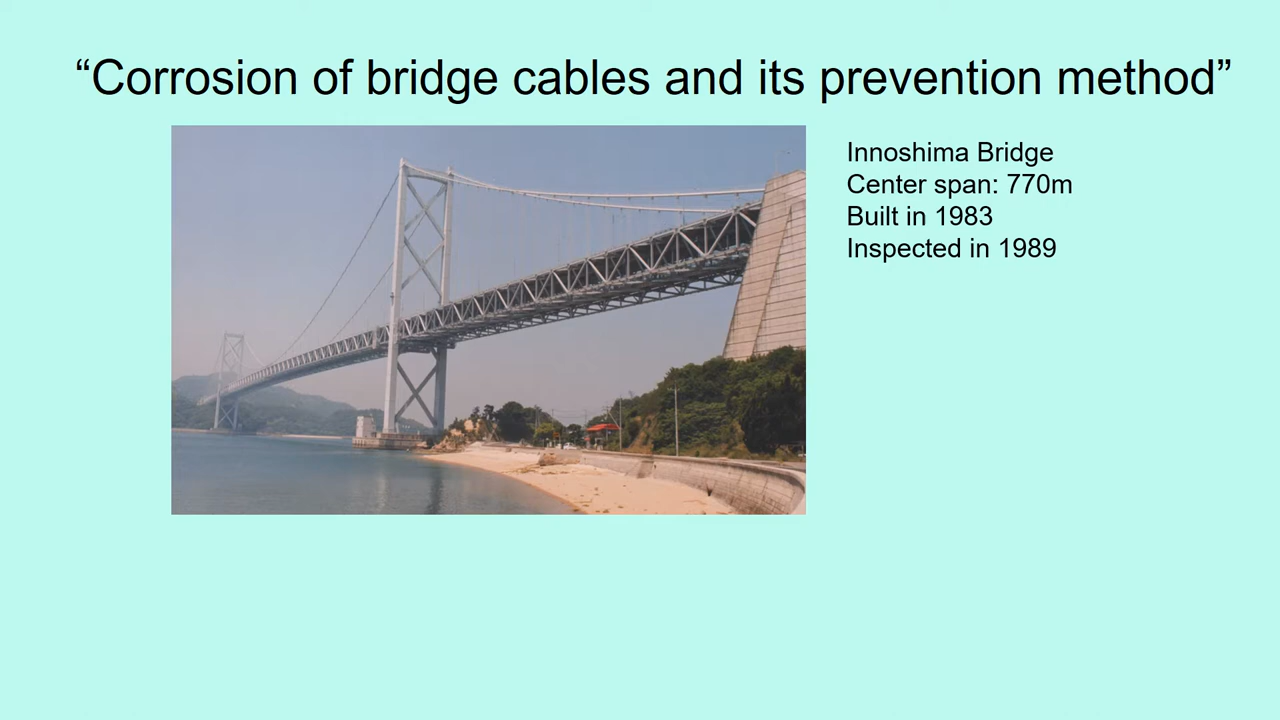 “Corrosion of bridge cables and its prevention method”
Innoshima Bridge
Center span: 770m
Built in 1983
Inspected in 1989